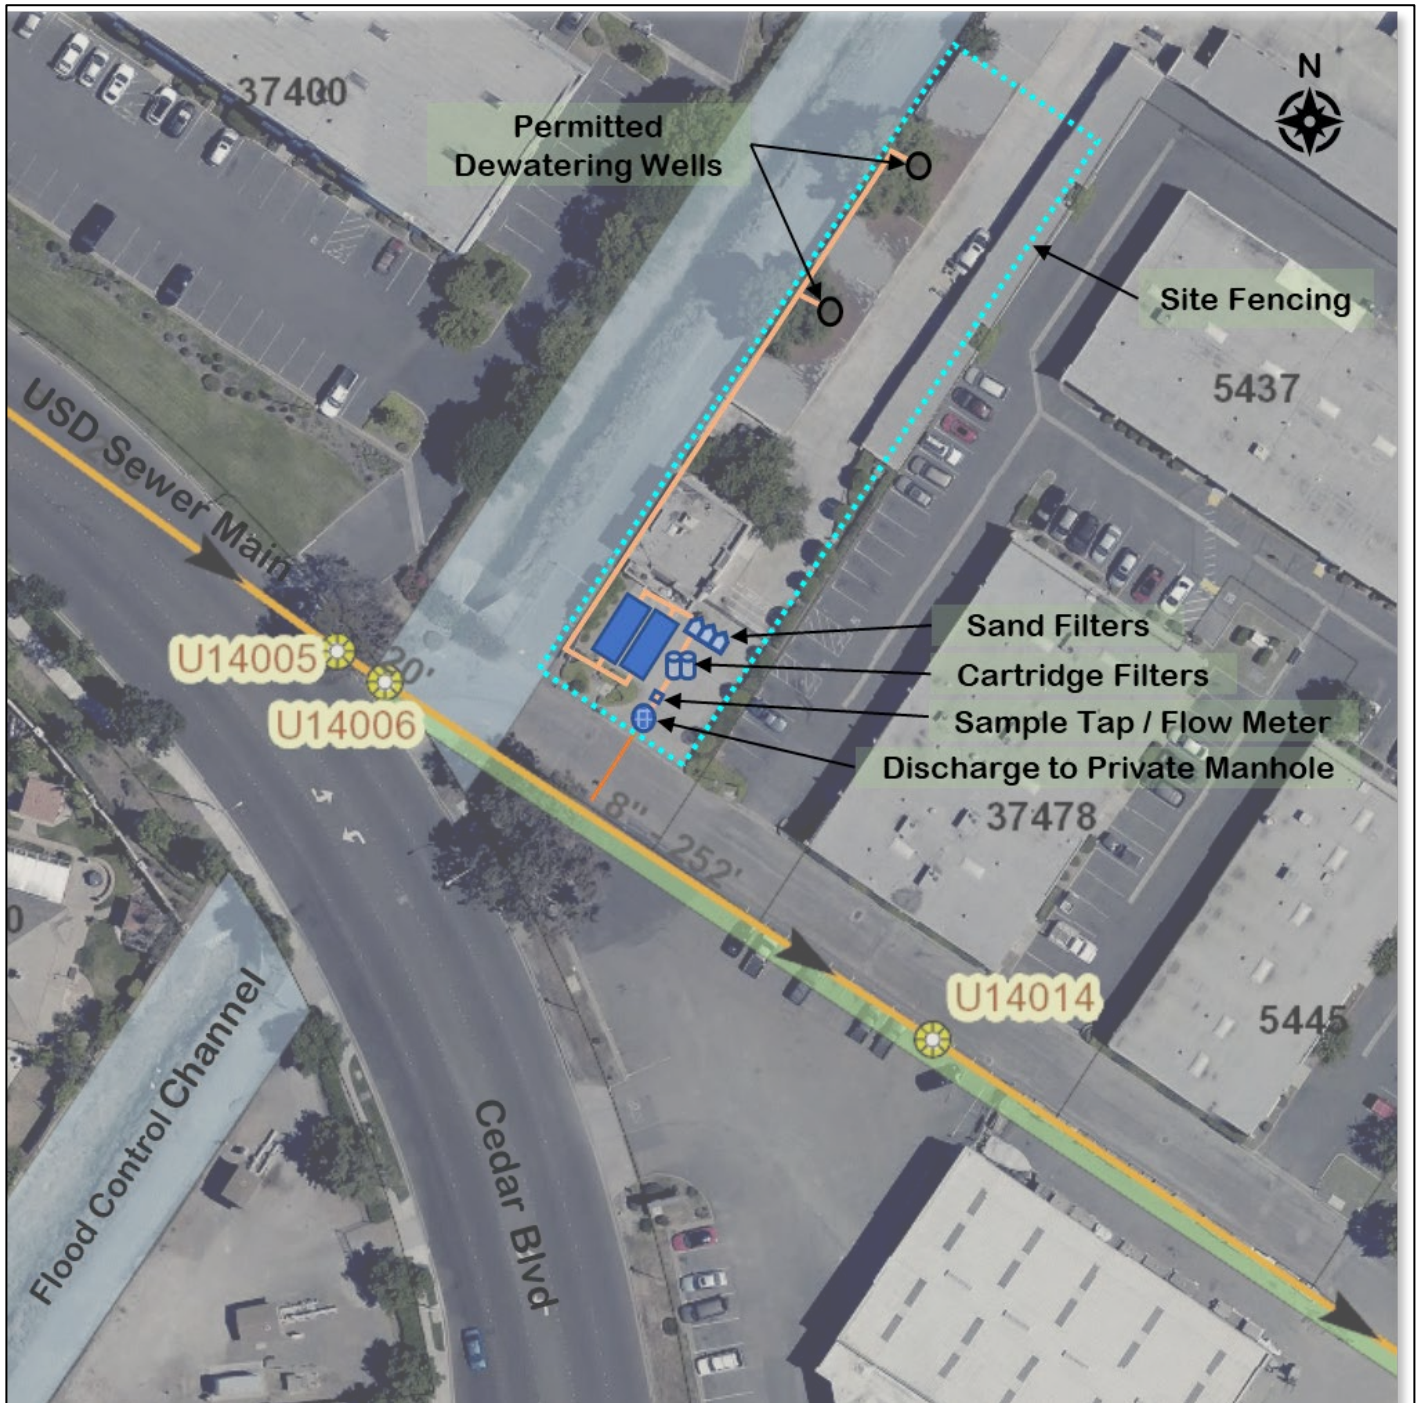 N
37400
Permitted
Dewatering Wells
Site Fencing
5437
USD Sewer Main
Sand Filters
U14005
20'
Cartridge Filters
U14006
Sample Tap / Flow Meter
Discharge to Private Manhole
8" - 252'
37478
0
U14014
5445
Flood Control Channel
Cedar Blvd